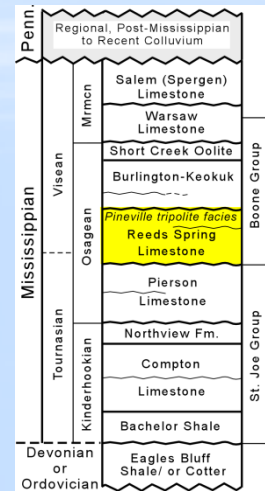 Penn.
Regional, Post-Mississippian
to Recent Colluvium
Mississippian
Visean
Tournasian
Mrmcn
Osagean
Kinderhookian
Salem (Spergen)
Limestone
Warsaw
Limestone
Short Creek Oolite
Burlington-Keokuk
Pineville tripolite facies
Reeds Spring
Limestone
Pierson
Limestone
Northview Fm.
Compton
Limestone
Bachelor Shale
Boone Group
St. Joe Group
Devonian
or
Ordovician
Eagles Bluff
Shale/ or Cotter